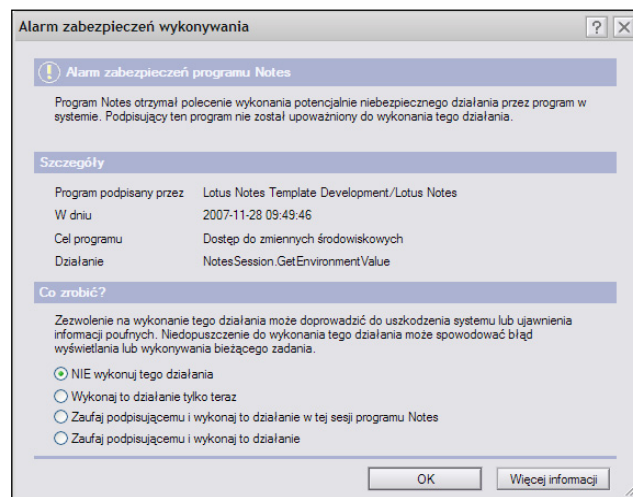 Alarm zabezpieczeń wykonywania
Alarm zabezpieczeń programu Notes
Program Notes otrzymał polecenie wykonania potencjalnie niebezpiecznego działania przez program w
systemie. Podpisujący ten program nie został upoważniony do wykonania tego działania.
Szczegóły
Program podpisany przez Lotus Notes Template Development/Lotus Notes
W dniu 2007-11-28 09:49:46
Cel programu Dostęp do zmiennych środowiskowych
Działanie NotesSession.GetEnvironmentValue
Co zrobić?
Zezwolenie na wykonanie tego działania może doprowadzić do uszkodzenia systemu lub ujawnienia
informacji poufnych. Niedopuszczenie do wykonania tego działania może spowodować błąd
wyświetlania lub wykonywania bieżącego zadania.
NIE wykonuj tego działania
Wykonaj to działanie tylko teraz
Zaufaj podpisującemu i wykonaj to działanie w tej sesji programu Notes
Zaufaj podpisującemu i wykonaj to działanie
OK Więcej informacji